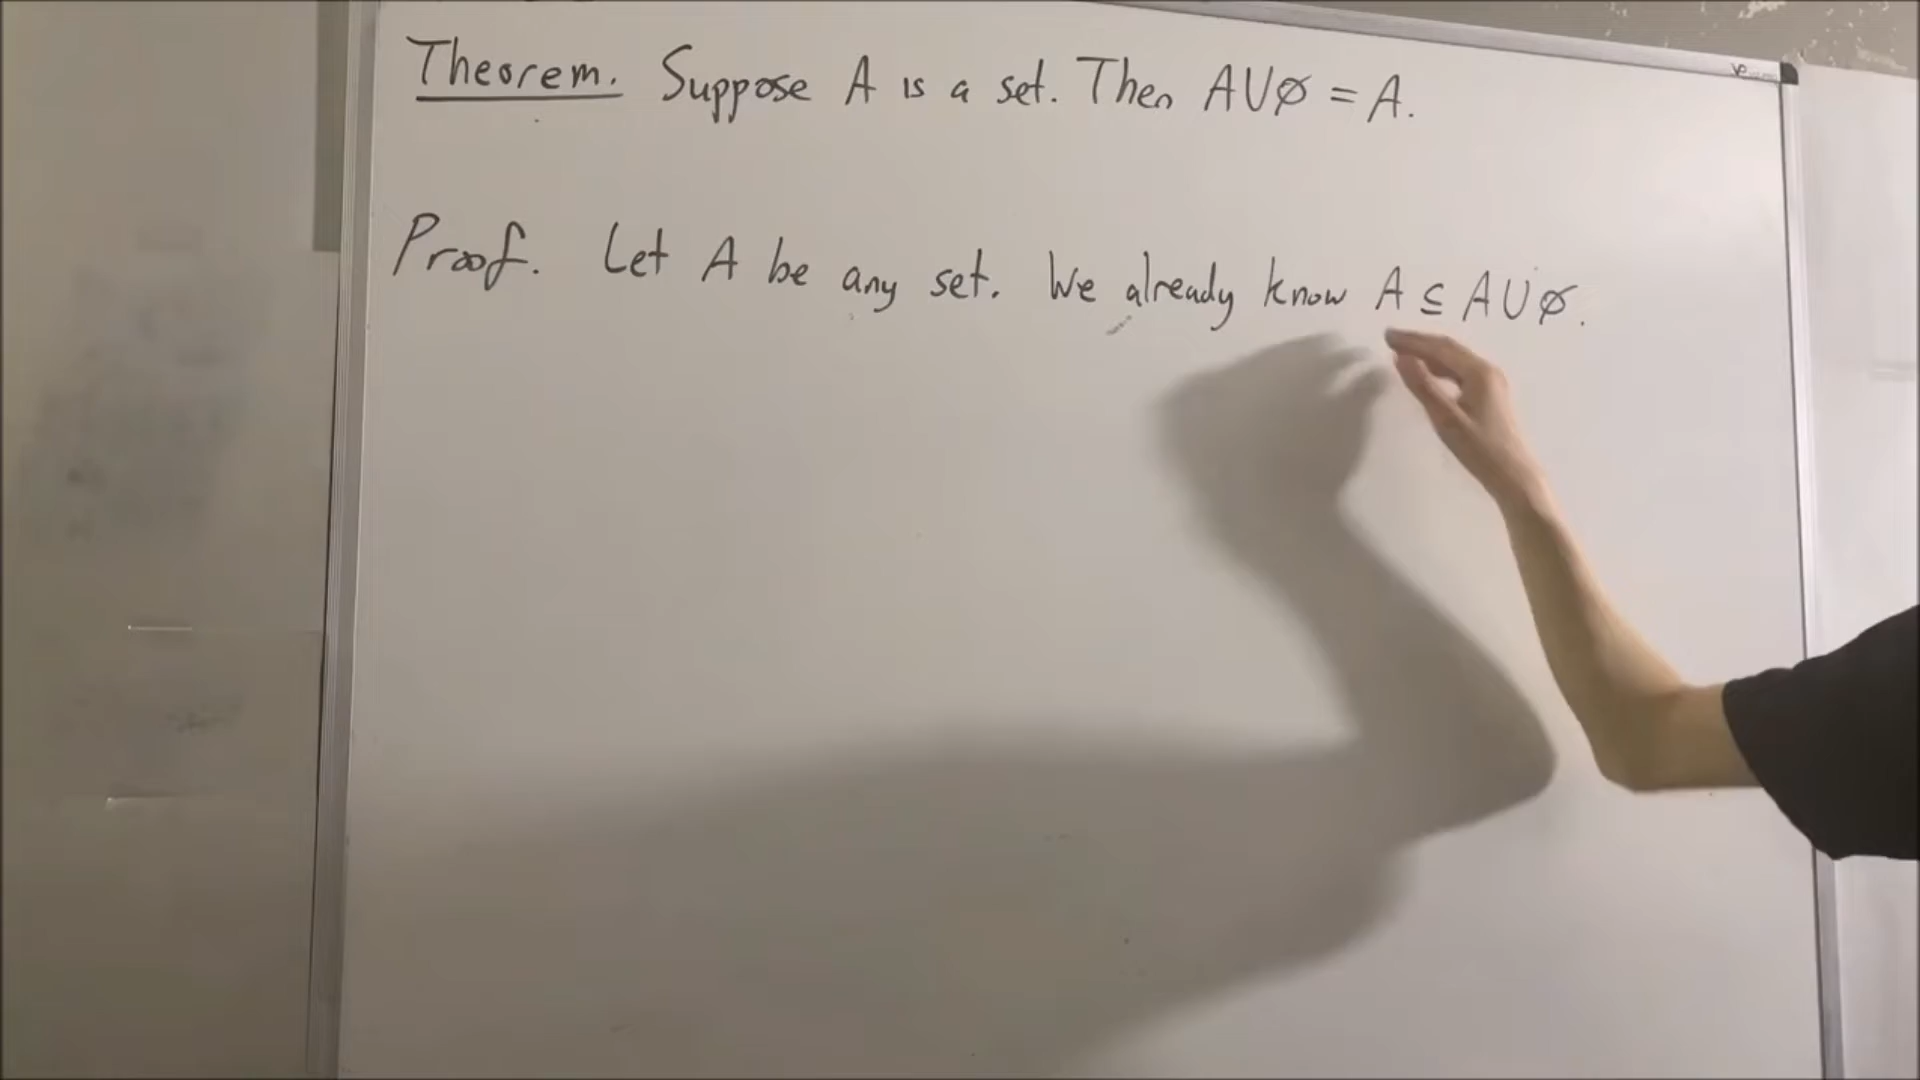 Theorem. Suppose A is a set. Then A∪∅ = A.
Proof. Let A be any set. We already know A ⊆ A∪∅.